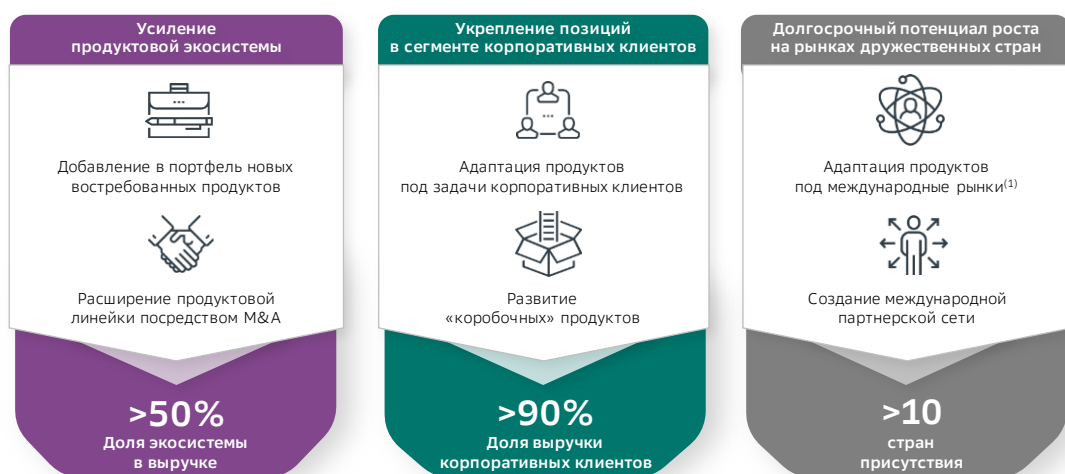 Усиление
продуктовой экосистемы
Добавление в портфель новых
востребованных продуктов
Расширение продуктовой
линейки посредством M&A
>50%
Доля экосистемы
в выручке
Укрепление позиций
в сегменте корпоративных клиентов
Адаптация продуктов
под задачи корпоративных клиентов
Развитие
«коробочных» продуктов
>90%
Доля выручки
корпоративных клиентов
Долгосрочный потенциал роста
на рынках дружественных стран
Адаптация продуктов
под международные рынки(1)
Создание международной
партнерской сети
>10
стран
присутствия